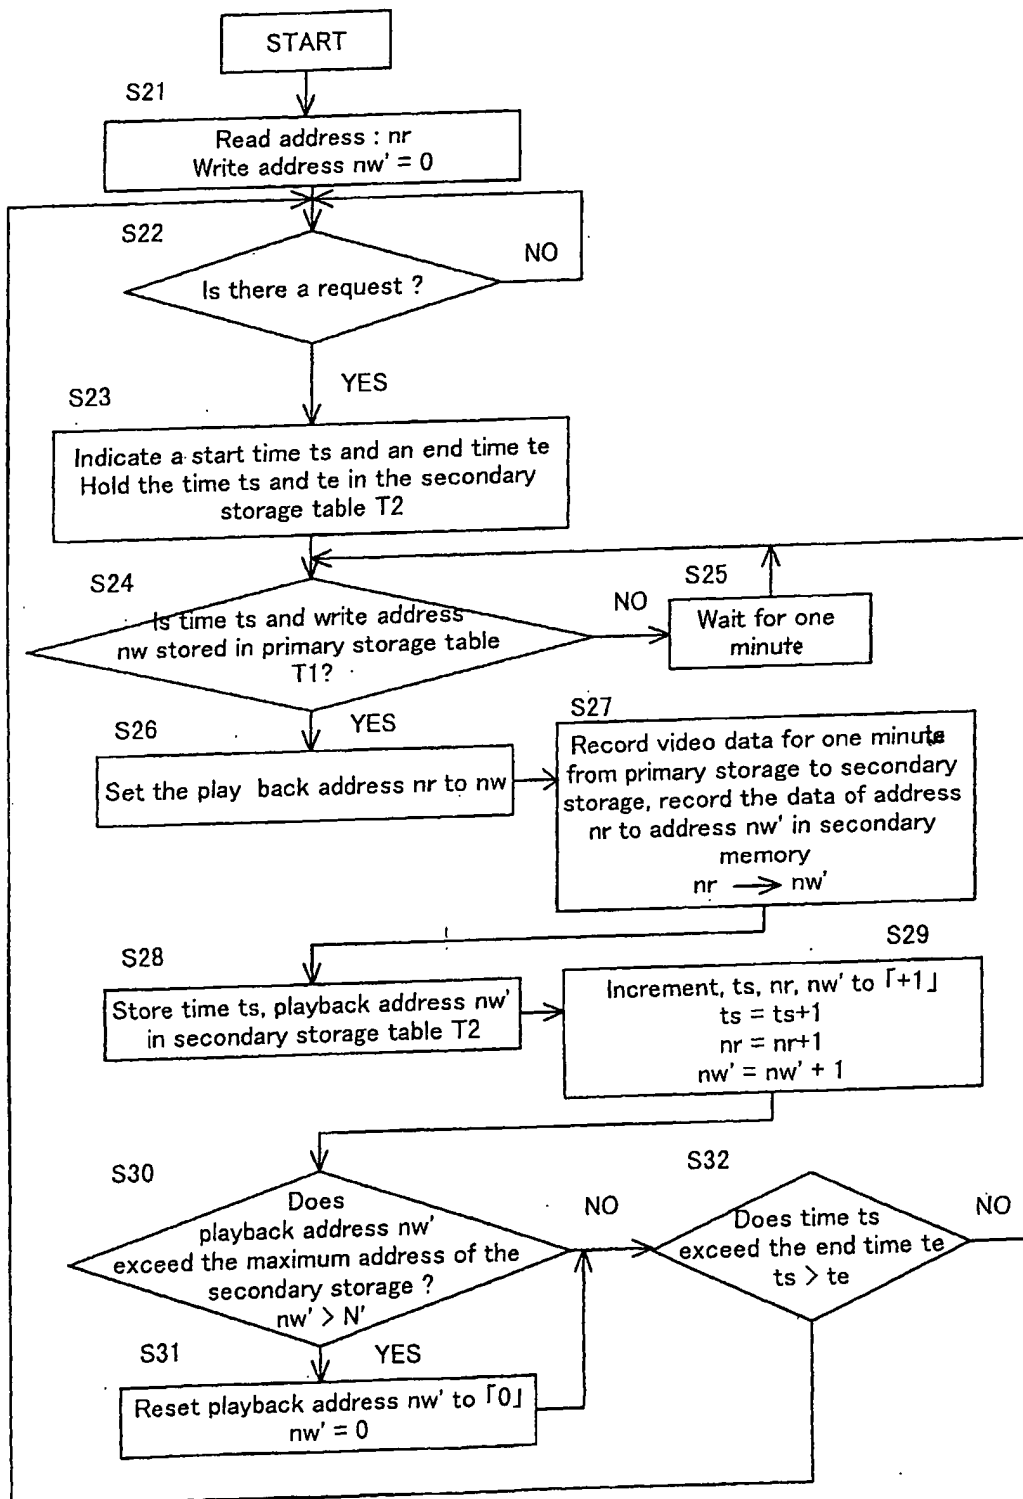 START
S21
Read address : nr
Write address nw' = 0
S22
Is there a request ?
NO
YES
S23
Indicate a start time ts and an end time te
Hold the time ts and te in the secondary
storage table T2
S24
Is time ts and write address
nw stored in primary storage table
T1?
NO
S25
Wait for one
minute
YES
S26
Set the play back address nr to nw
S27
Record video data for one minute
from primary storage to secondary
storage, record the data of address
nr to address nw' in secondary
memory
nr → nw'
S28
Store time ts, playback address nw'
in secondary storage table T2
S29
Increment, ts, nr, nw' to「+1」
ts = ts+1
nr = nr+1
nw' = nw' + 1
S30
Does
playback address nw'
exceed the maximum address of the
secondary storage ?
nw' > N'
NO
YES
S31
Reset playback address nw' to「0」
nw' = 0
S32
Does time ts
exceed the end time te
ts > te
NO